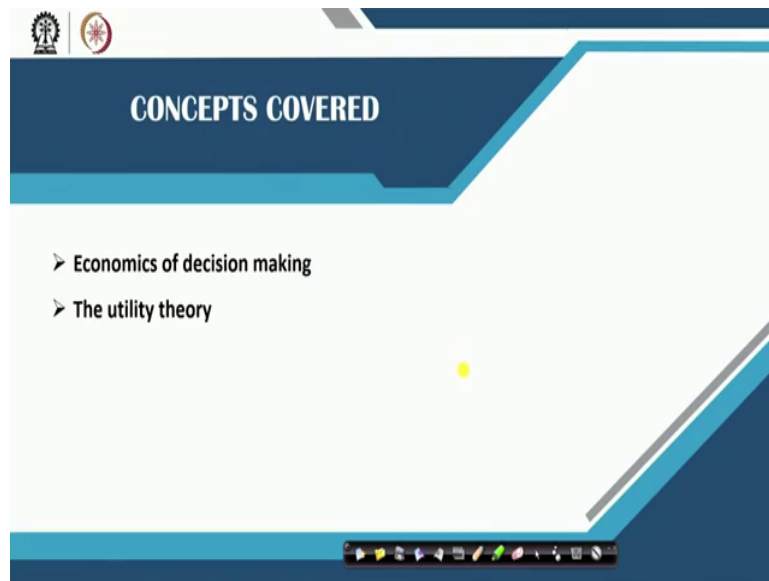 CONCEPTS COVERED
➤ Economics of decision making
➤ The utility theory